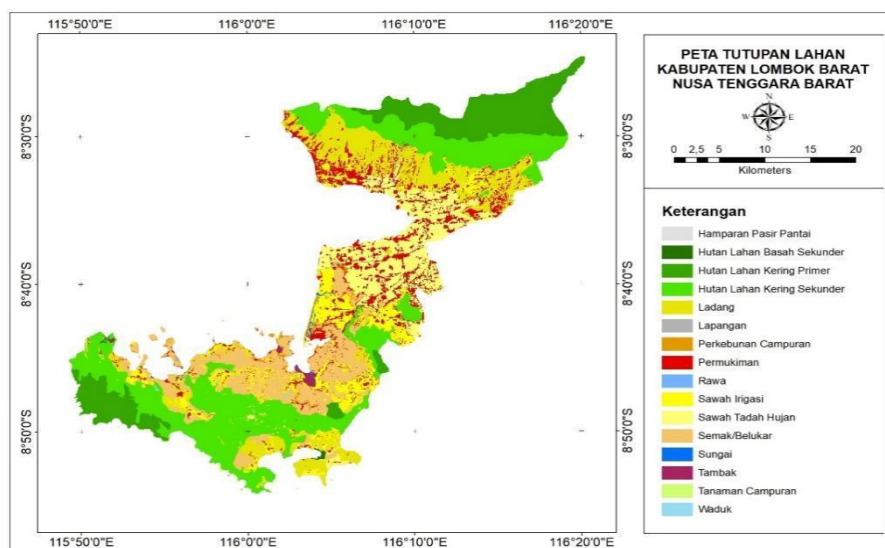 115°50'0"E 116°0'0"E 116°10'0"E 116°20'0"E
8°30'0"S
8°40'0"S
8°50'0"S
8°30'0"S
8°40'0"S
8°50'0"S
115°50'0"E 116°0'0"E 116°10'0"E 116°20'0"E
PETA TUTUPAN LAHAN
KABUPATEN LOMBOK BARAT
NUSA TENGGARA BARAT
N
W E
S
0 2,5 5 10 15 20
Kilometers
Keterangan
Hamparan Pasir Pantai
Hutan Lahan Basah Sekunder
Hutan Lahan Kering Primer
Hutan Lahan Kering Sekunder
Ladang
Lapangan
Perkebunan Campuran
Permukiman
Rawa
Sawah Irigasi
Sawah Tadah Hujan
Semak/Belukar
Sungai
Tambak
Tanaman Campuran
Waduk